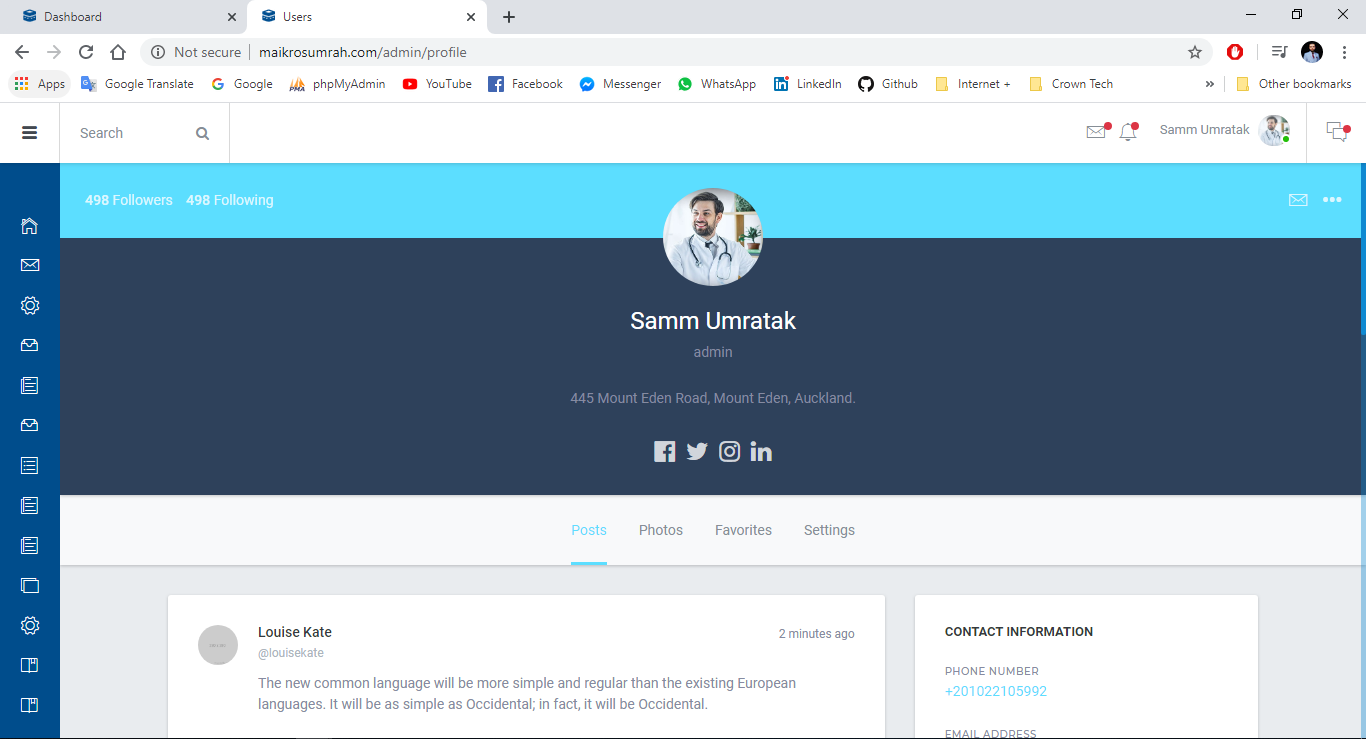 Dashboard
Users
Not secure
maikrosumrah.com/admin/profile
Apps
Google Translate
Google
phpMyAdmin
YouTube
Facebook
Messenger
WhatsApp
LinkedIn
Github
Internet +
Crown Tech
»
Other bookmarks
Search
Samm Umratak
498 Followers
498 Following
Samm Umratak
admin
445 Mount Eden Road, Mount Eden, Auckland.
Posts
Photos
Favorites
Settings
Louise Kate
2 minutes ago
@louisekate
The new common language will be more simple and regular than the existing European
languages. It will be as simple as Occidental; in fact, it will be Occidental.
CONTACT INFORMATION
PHONE NUMBER
+201022105992
EMAIL ADDRESS